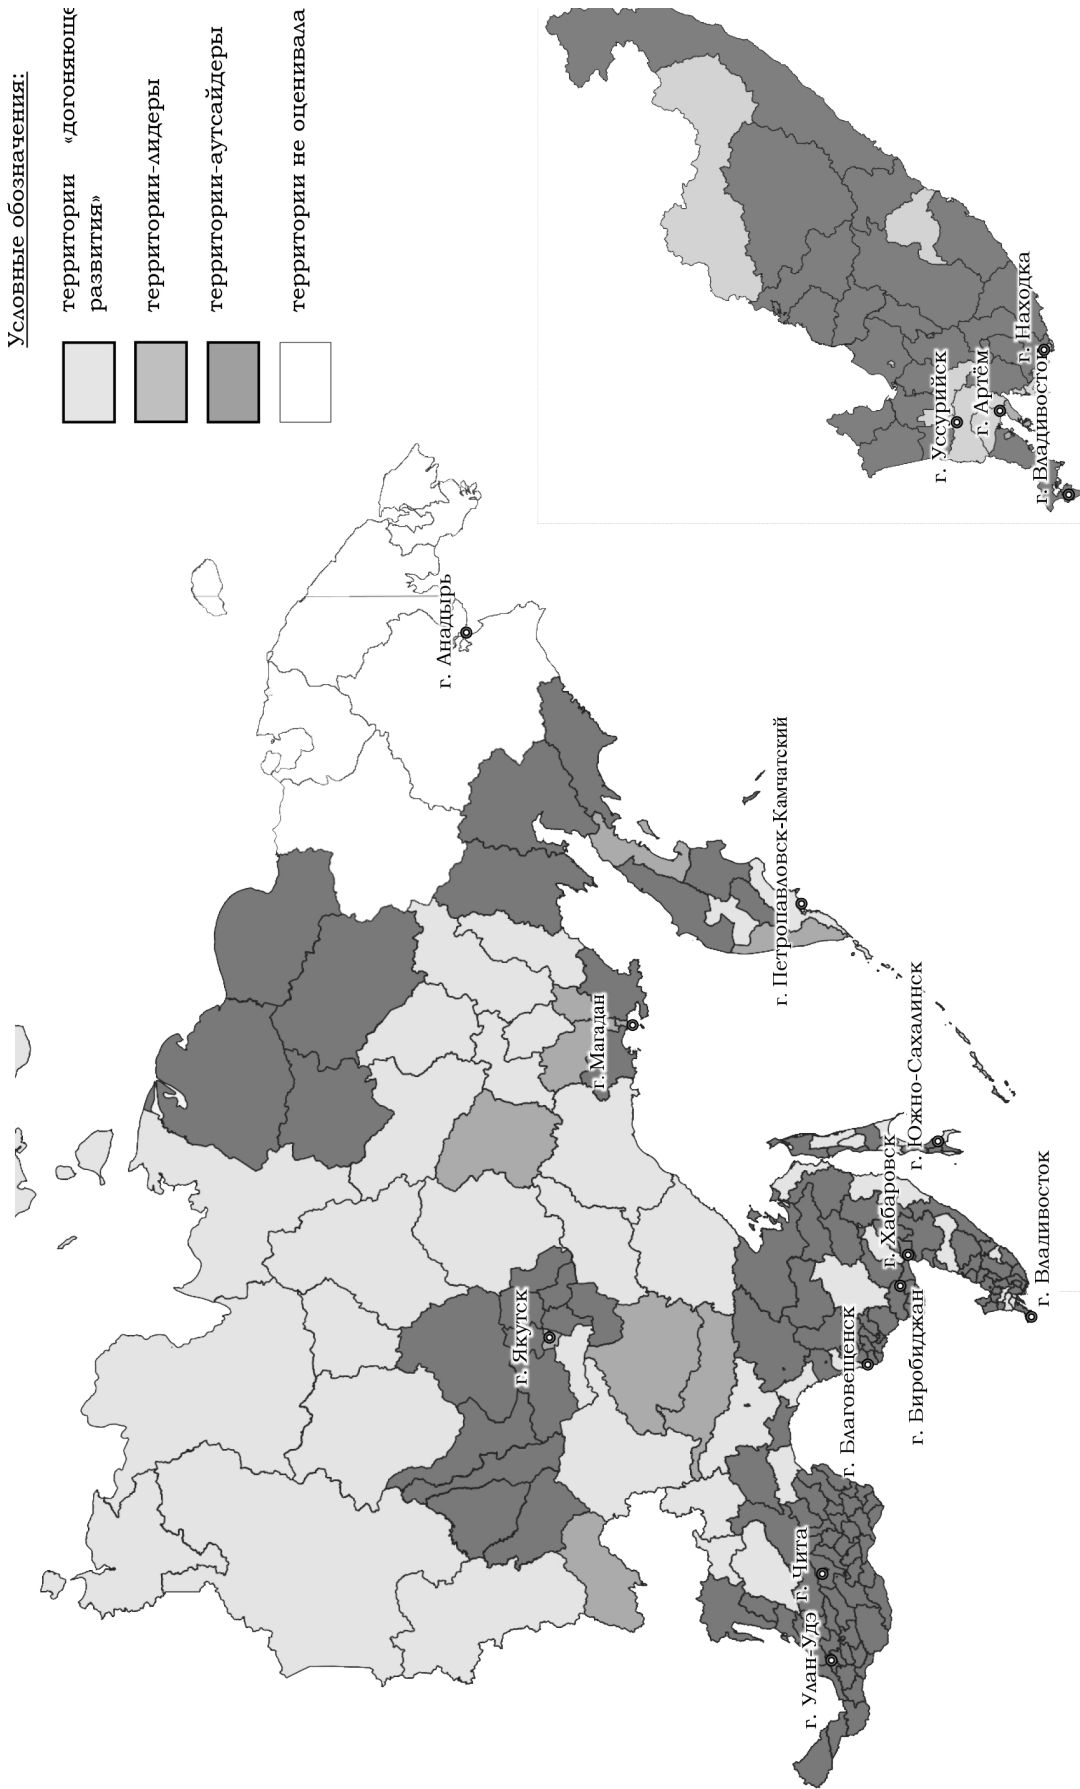 Условные обозначения:
территории «догоняюще
развития»
территории-лидеры
территории-аутсайдеры
территории не оценивала
г. Анадырь
г. Петропавловск-Камчатский
г. Магадан
г. Якутск
г. Южно-Сахалинск
г. Хабаровск
г. Биробиджан
г. Благовещенск
г. Владивосток
г. Чита
г. Улан-Удэ
г. Уссурийск
г. Артём
г. Находка
г. Владивосток